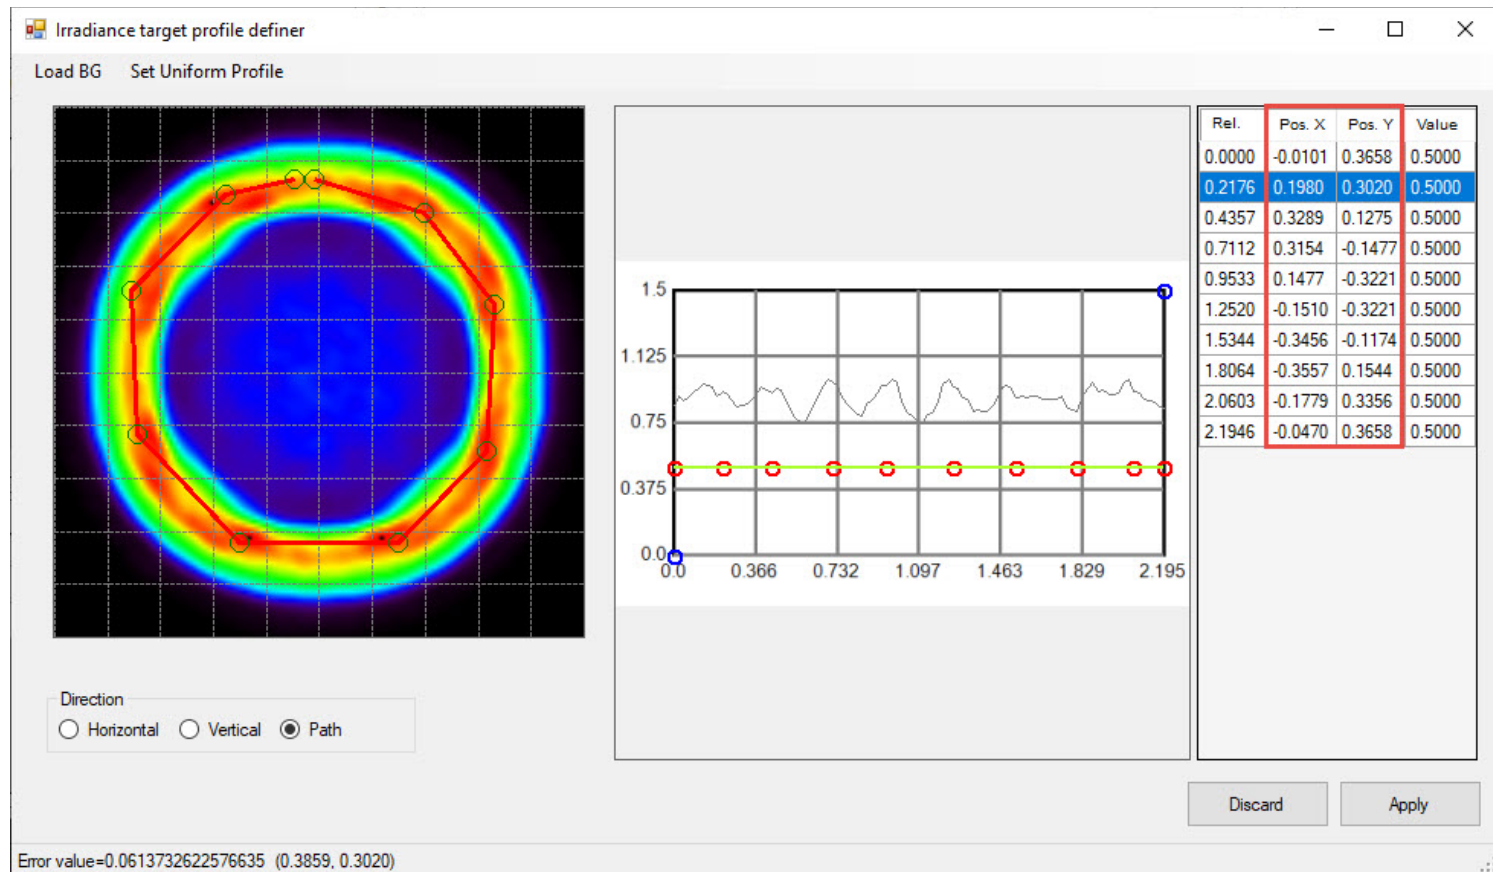 Irradiance target profile definer
Load BG Set Uniform Profile
Rel. Pos. X Pos. Y Value
0.0000 -0.0101 0.3658 0.5000
0.2176 0.1980 0.3020 0.5000
0.4357 0.3289 0.1275 0.5000
0.7112 0.3154 -0.1477 0.5000
0.9533 0.1477 -0.3221 0.5000
1.2520 -0.1510 -0.3221 0.5000
1.5344 -0.3456 -0.1174 0.5000
1.8064 -0.3557 0.1544 0.5000
2.0603 -0.1779 0.3356 0.5000
2.1946 -0.0470 0.3658 0.5000
1.5
1.125
0.75
0.375
0.0
0.0 0.366 0.732 1.097 1.463 1.829 2.195
Direction
Horizontal Vertical Path
Discard Apply
Error value=0.0613732622576635 (0.3859, 0.3020)